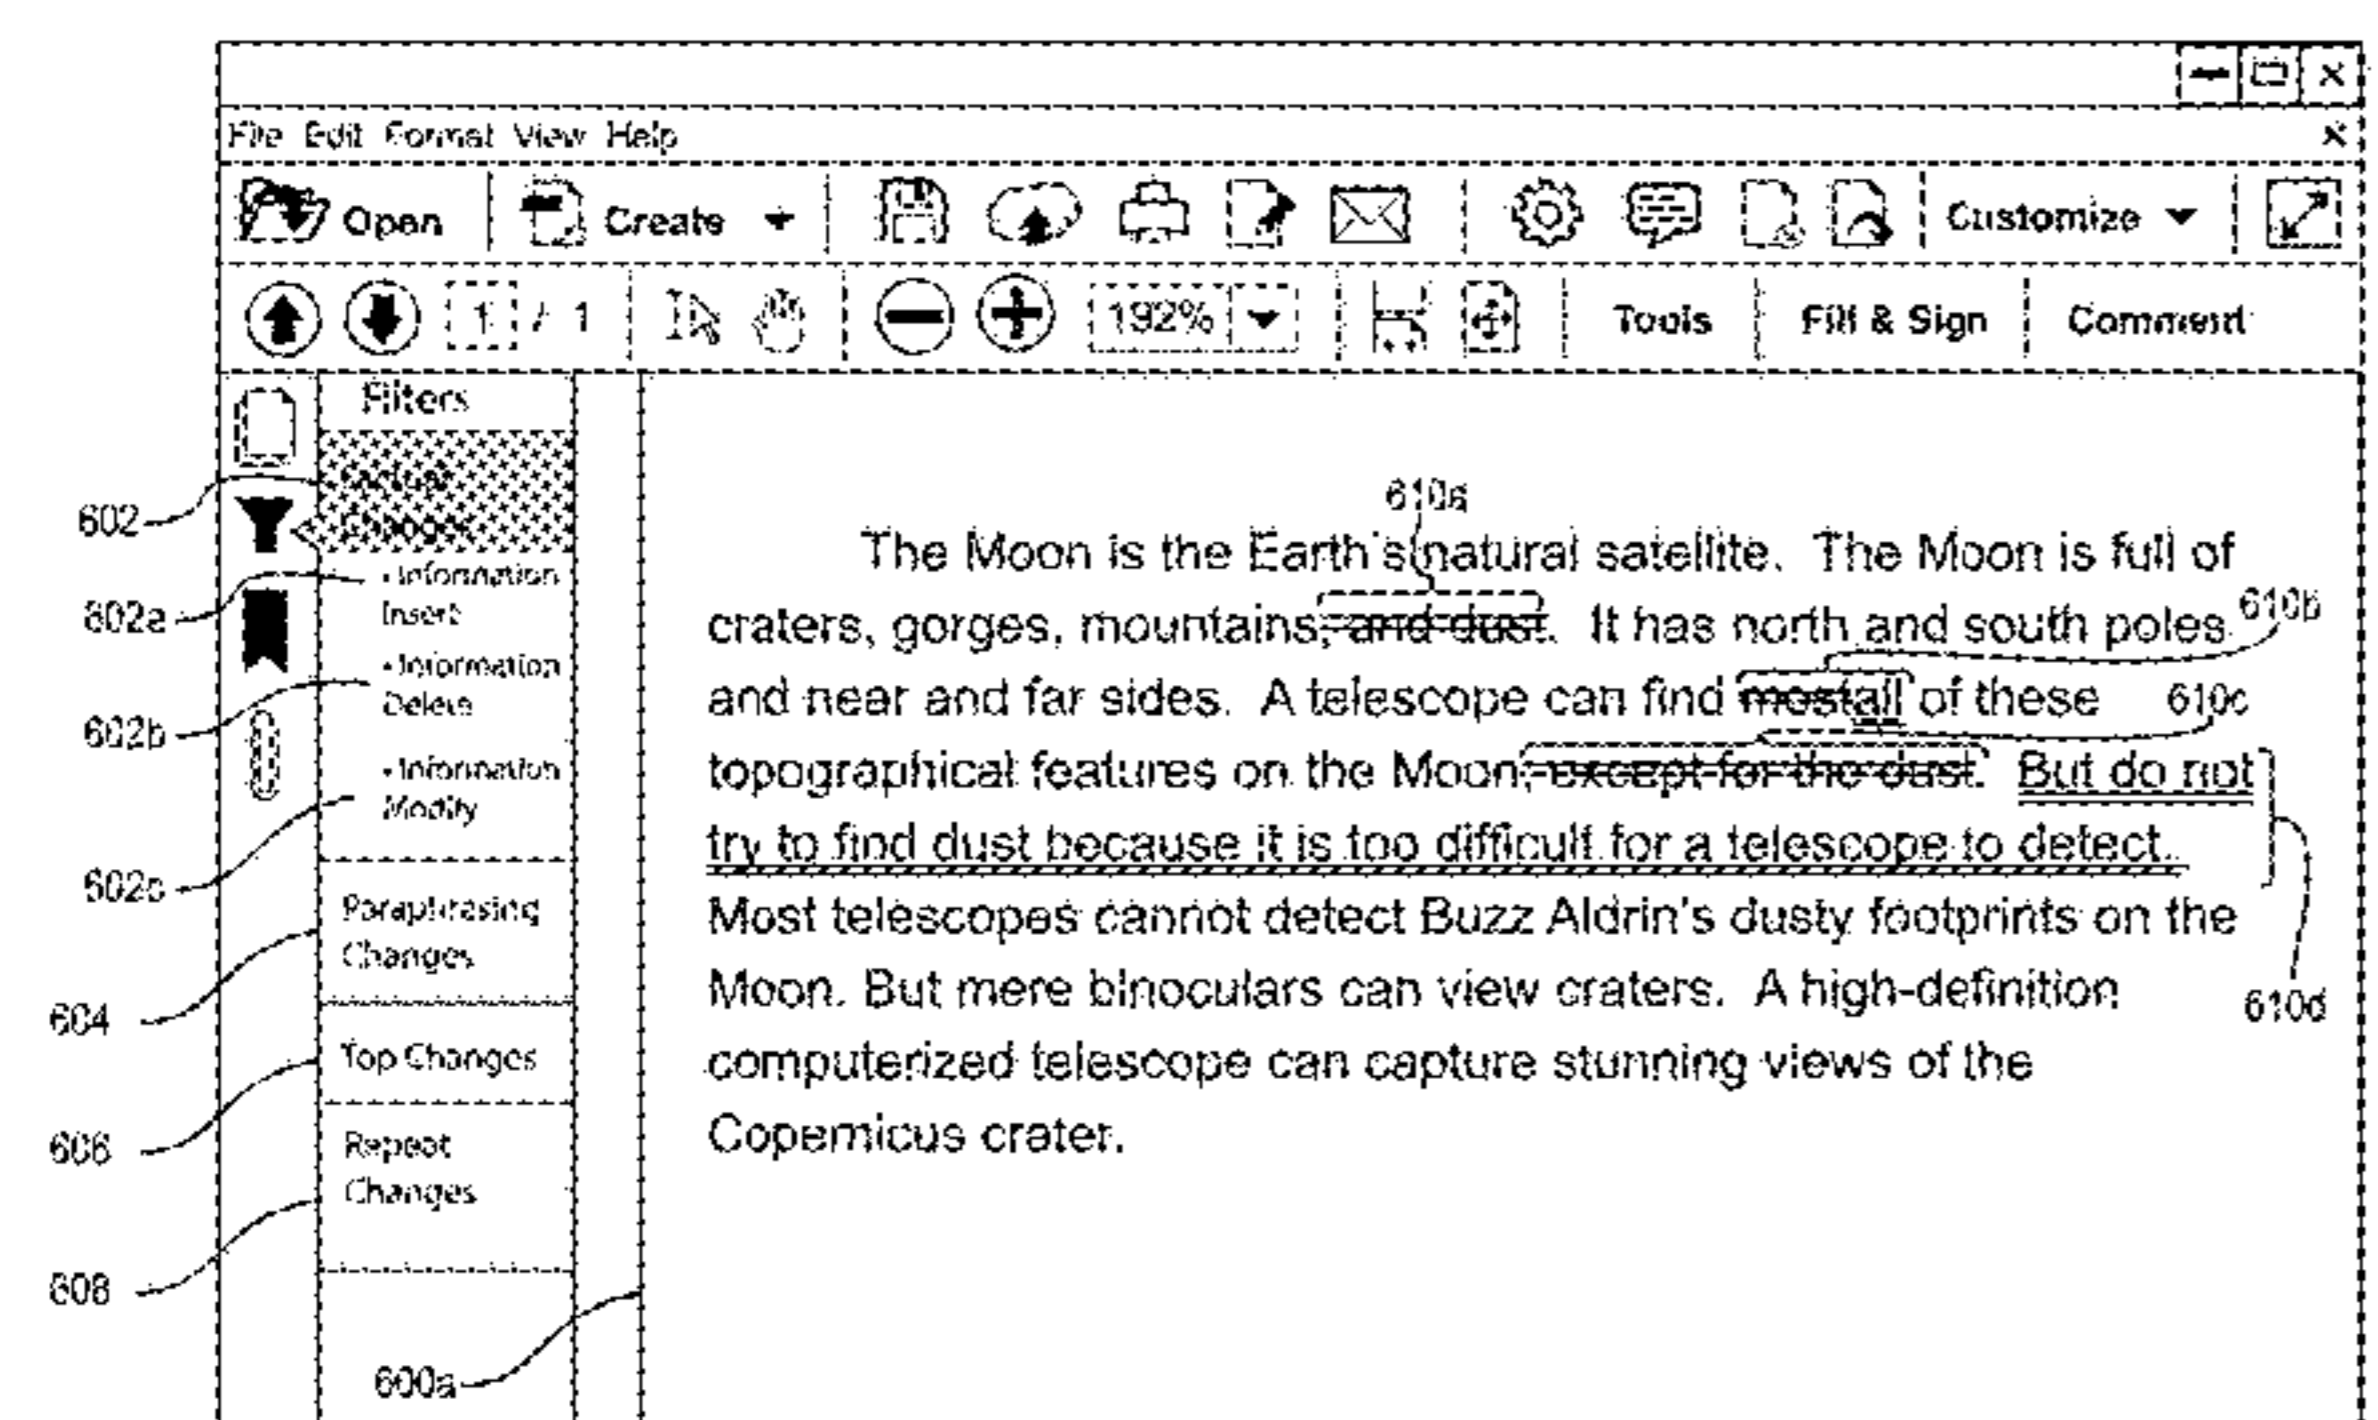 File Edit Format View Help
Open Create Customize
1 / 1 192% Tools Fill & Sign Comment
Filters
Factual
Changes
602
• Information
Insert
602a
• Information
Delete
602b
• Information
Modify
602c
Paraphrasing
Changes
604
Top Changes
606
Repeat
Changes
608
600a
610a
The Moon is the Earth's natural satellite. The Moon is full of
craters, gorges, mountains, and dust. It has north and south poles
610b
and near and far sides. A telescope can find mostall of these
610c
topographical features on the Moon, except for the dust. But do not
try to find dust because it is too difficult for a telescope to detect.
Most telescopes cannot detect Buzz Aldrin's dusty footprints on the
Moon. But mere binoculars can view craters. A high-definition
610d
computerized telescope can capture stunning views of the
Copernicus crater.